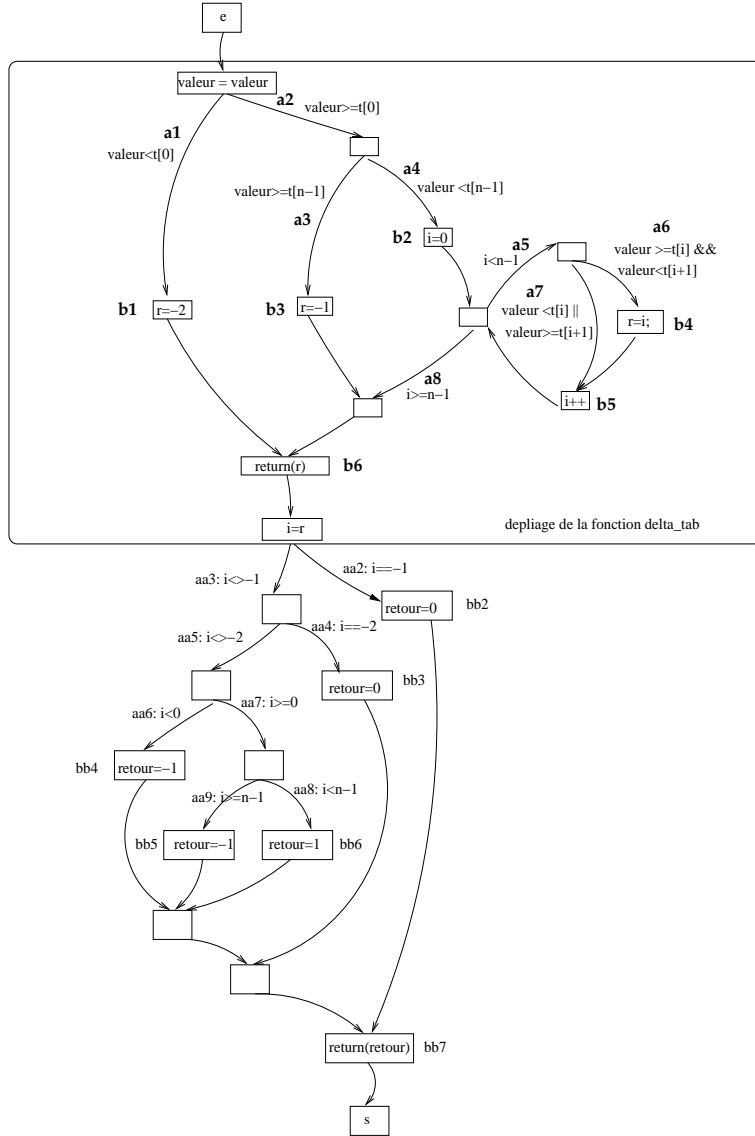 e
valeur = valeur
a2 valeur>=t[0]
a1
valeur<t[0]
a4
valeur <t[n−1]
valeur>=t[n−1]
a3
a6
valeur >=t[i] &&
valeur<t[i+1]
b2 i=0
a5
i<n−1
a7
valeur <t[i] ||
valeur>=t[i+1]
b1 r=−2
b3 r=−1
r=i; b4
a8
i>=n−1
i++ b5
return(r) b6
i=r
depliage de la fonction delta_tab
aa3: i<>−1
aa2: i==−1
retour=0 bb2
aa4: i==−2
aa5: i<>−2
retour=0 bb3
aa7: i>=0
aa6: i<0
bb4 retour=−1
aa8: i<n−1
aa9: i>=n−1
bb5 retour=−1
retour=1 bb6
return(retour) bb7
s